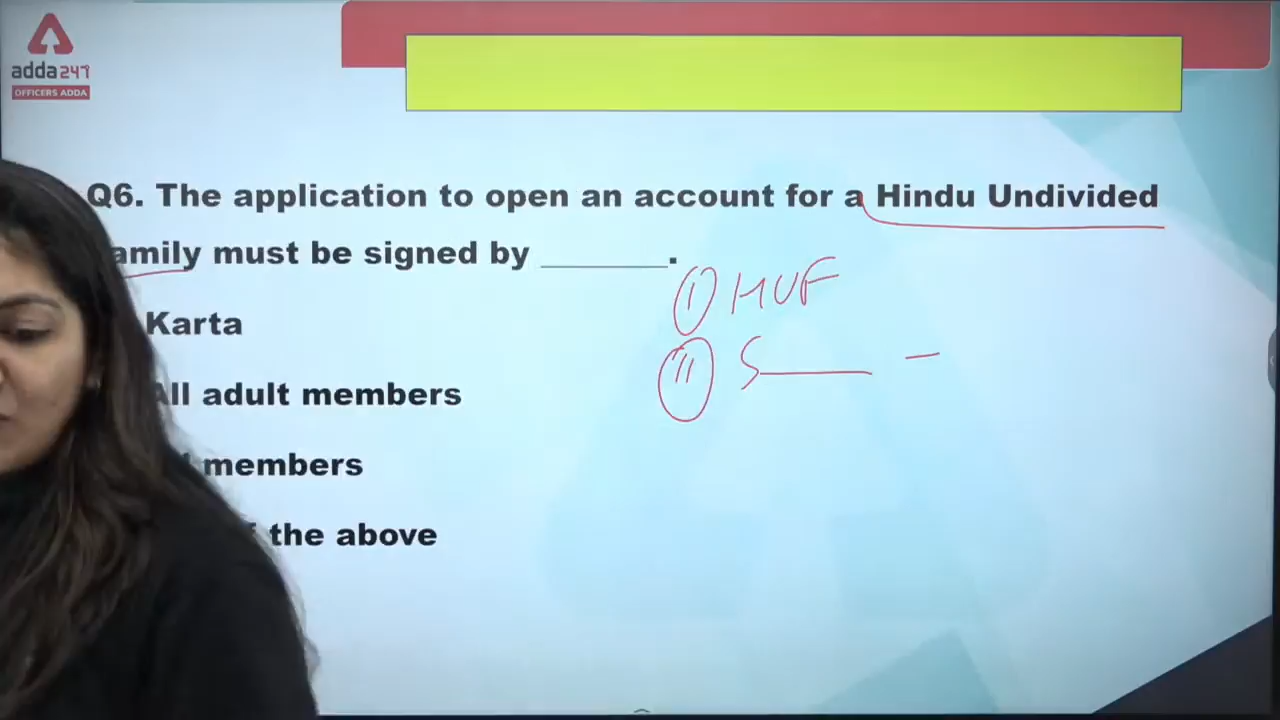 adda247
OFFICERS ADDA
Q6. The application to open an account for a Hindu Undivided
amily must be signed by ________.
Karta
All adult members
members
the above
I HUF
II S